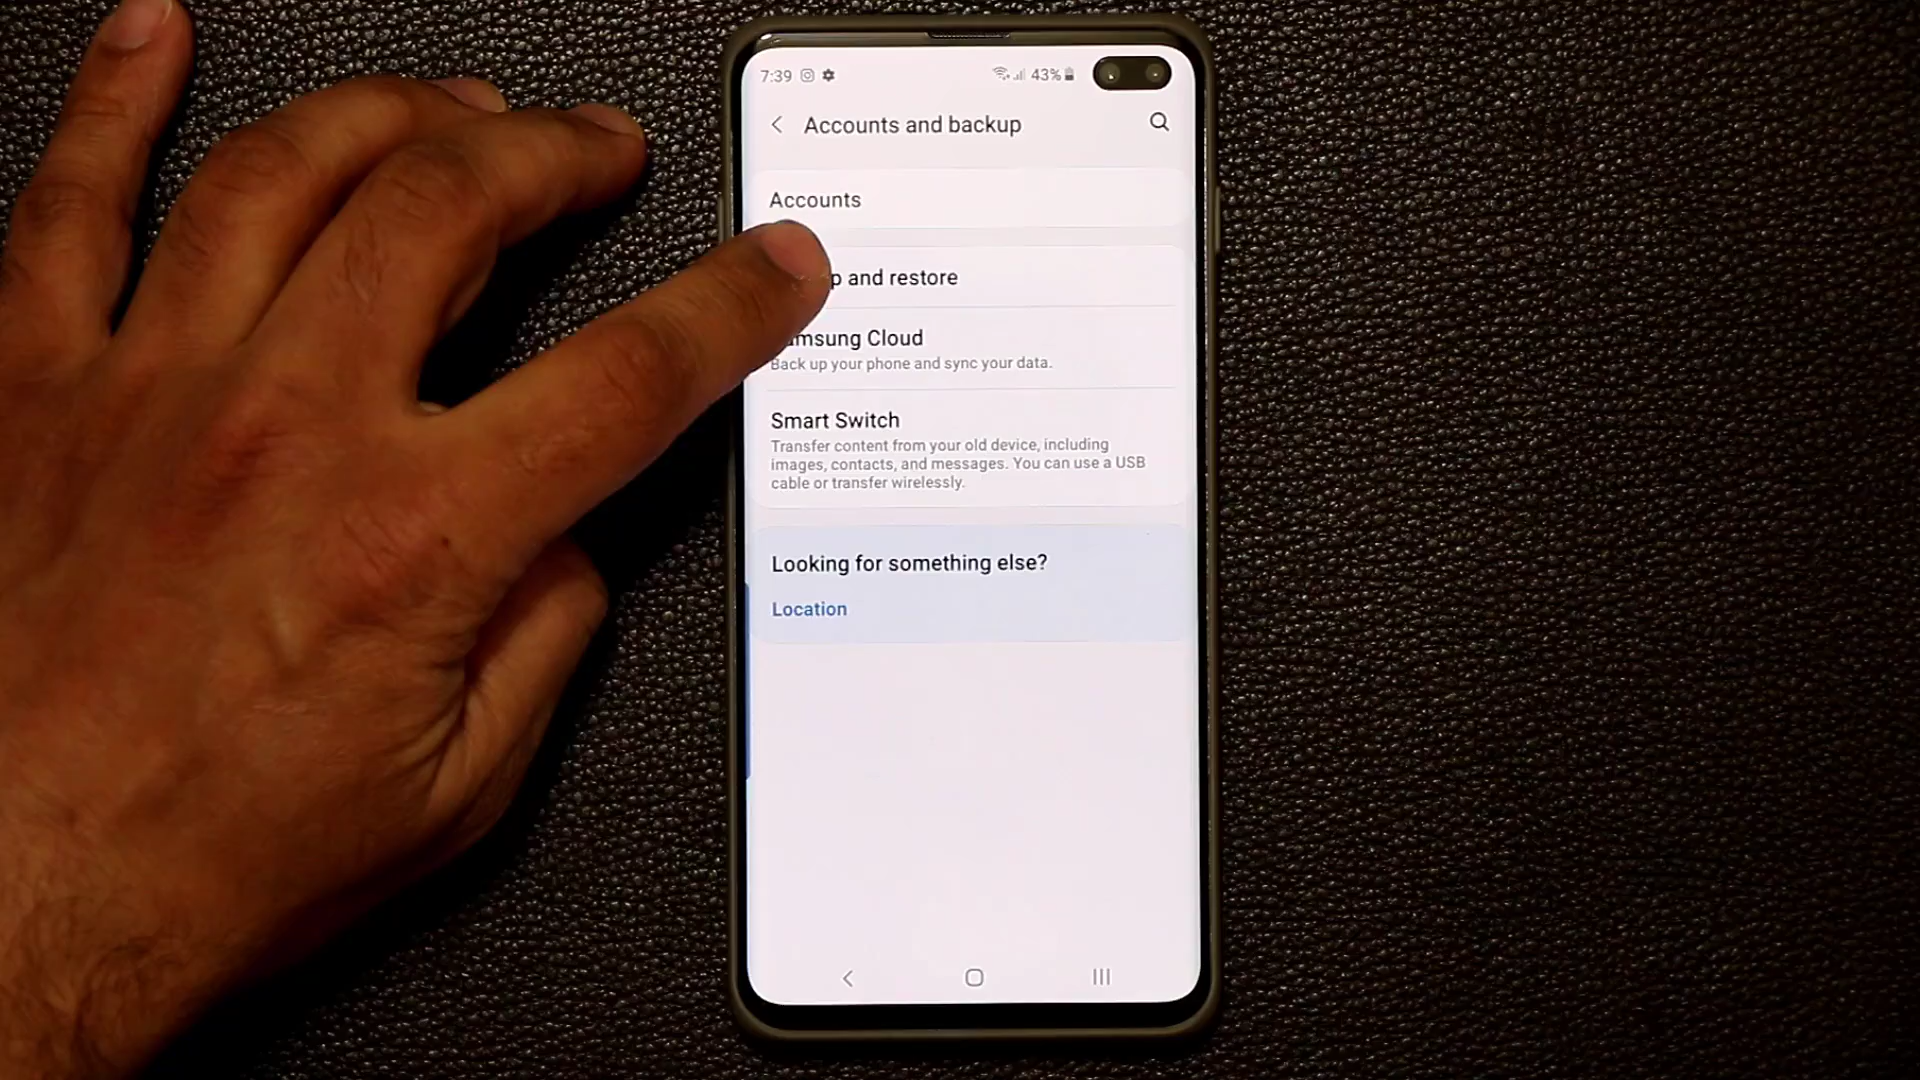 7:39 43%
Accounts and backup
Accounts
and restore
Cloud
Back up your phone and sync your data.
Smart Switch
Transfer content from your old device, including
images, contacts, and messages. You can use a USB
cable or transfer wirelessly.
Looking for something else?
Location